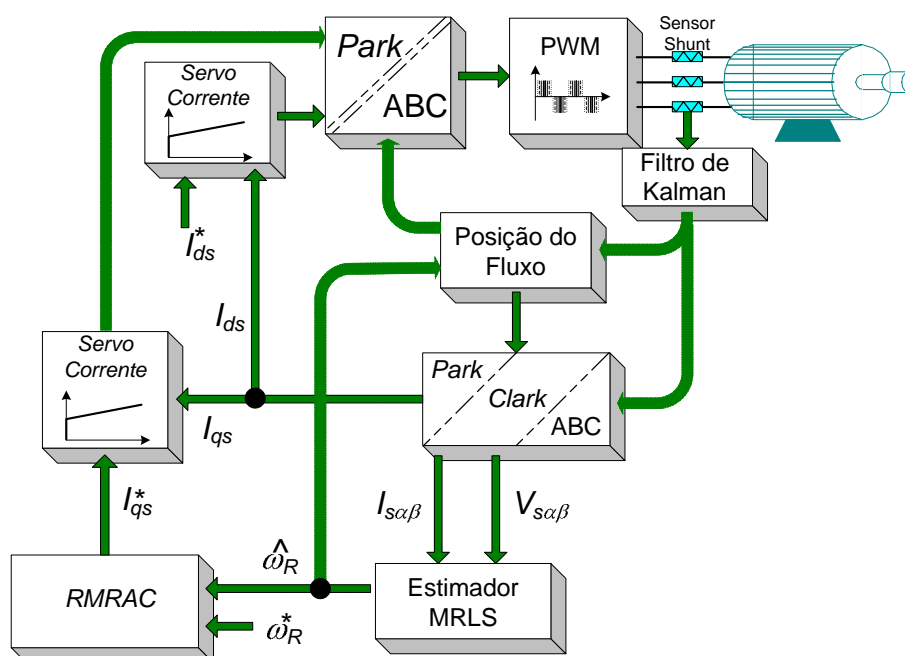 Sensor
Shunt
Park
ABC
PWM
Servo
Corrente
Filtro de
Kalman
I*ds
Posição do
Fluxo
Ids
Servo
Corrente
Park
Clark
ABC
Iqs
I*qs
Isαβ
Vsαβ
ω̂R
RMRAC
ω*R
Estimador
MRLS